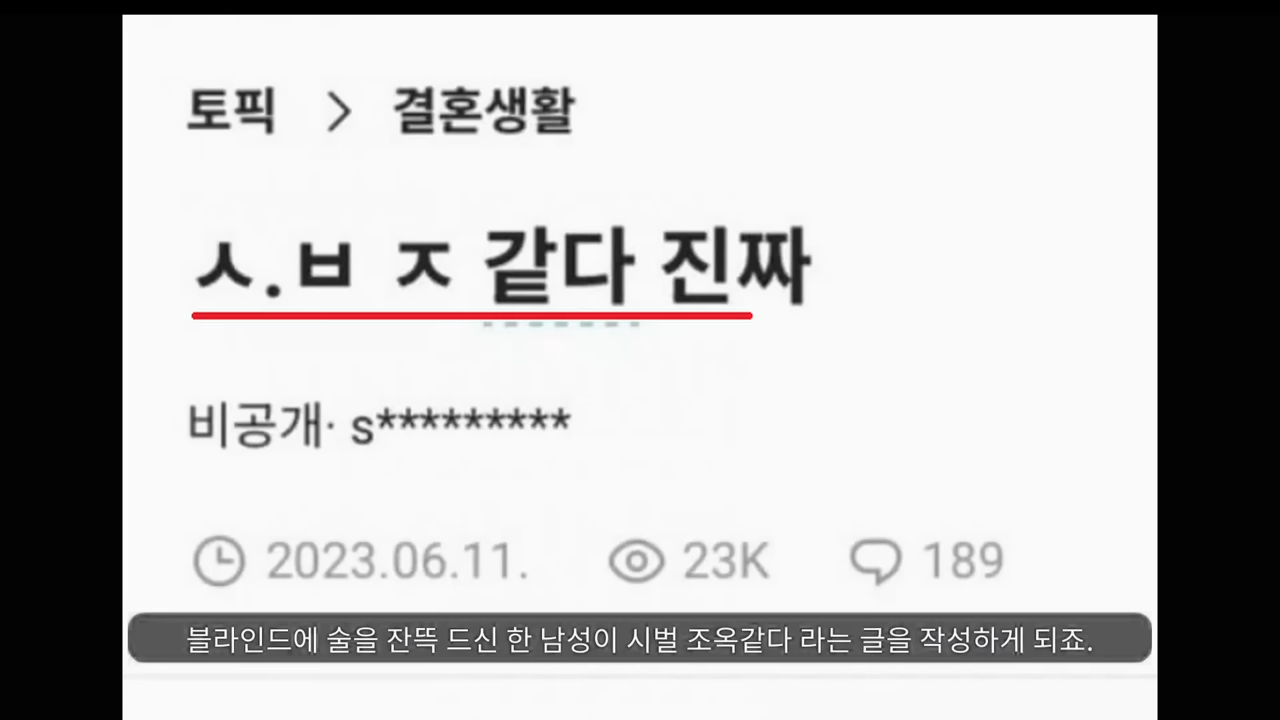 토픽 > 결혼생활
ㅅ.ㅂ ㅈ 같다 진짜
비공개· s*********
2023.06.11. 23K 189
블라인드에 술을 잔뜩 드신 한 남성이 시벌 조옥같다 라는 글을 작성하게 되죠.